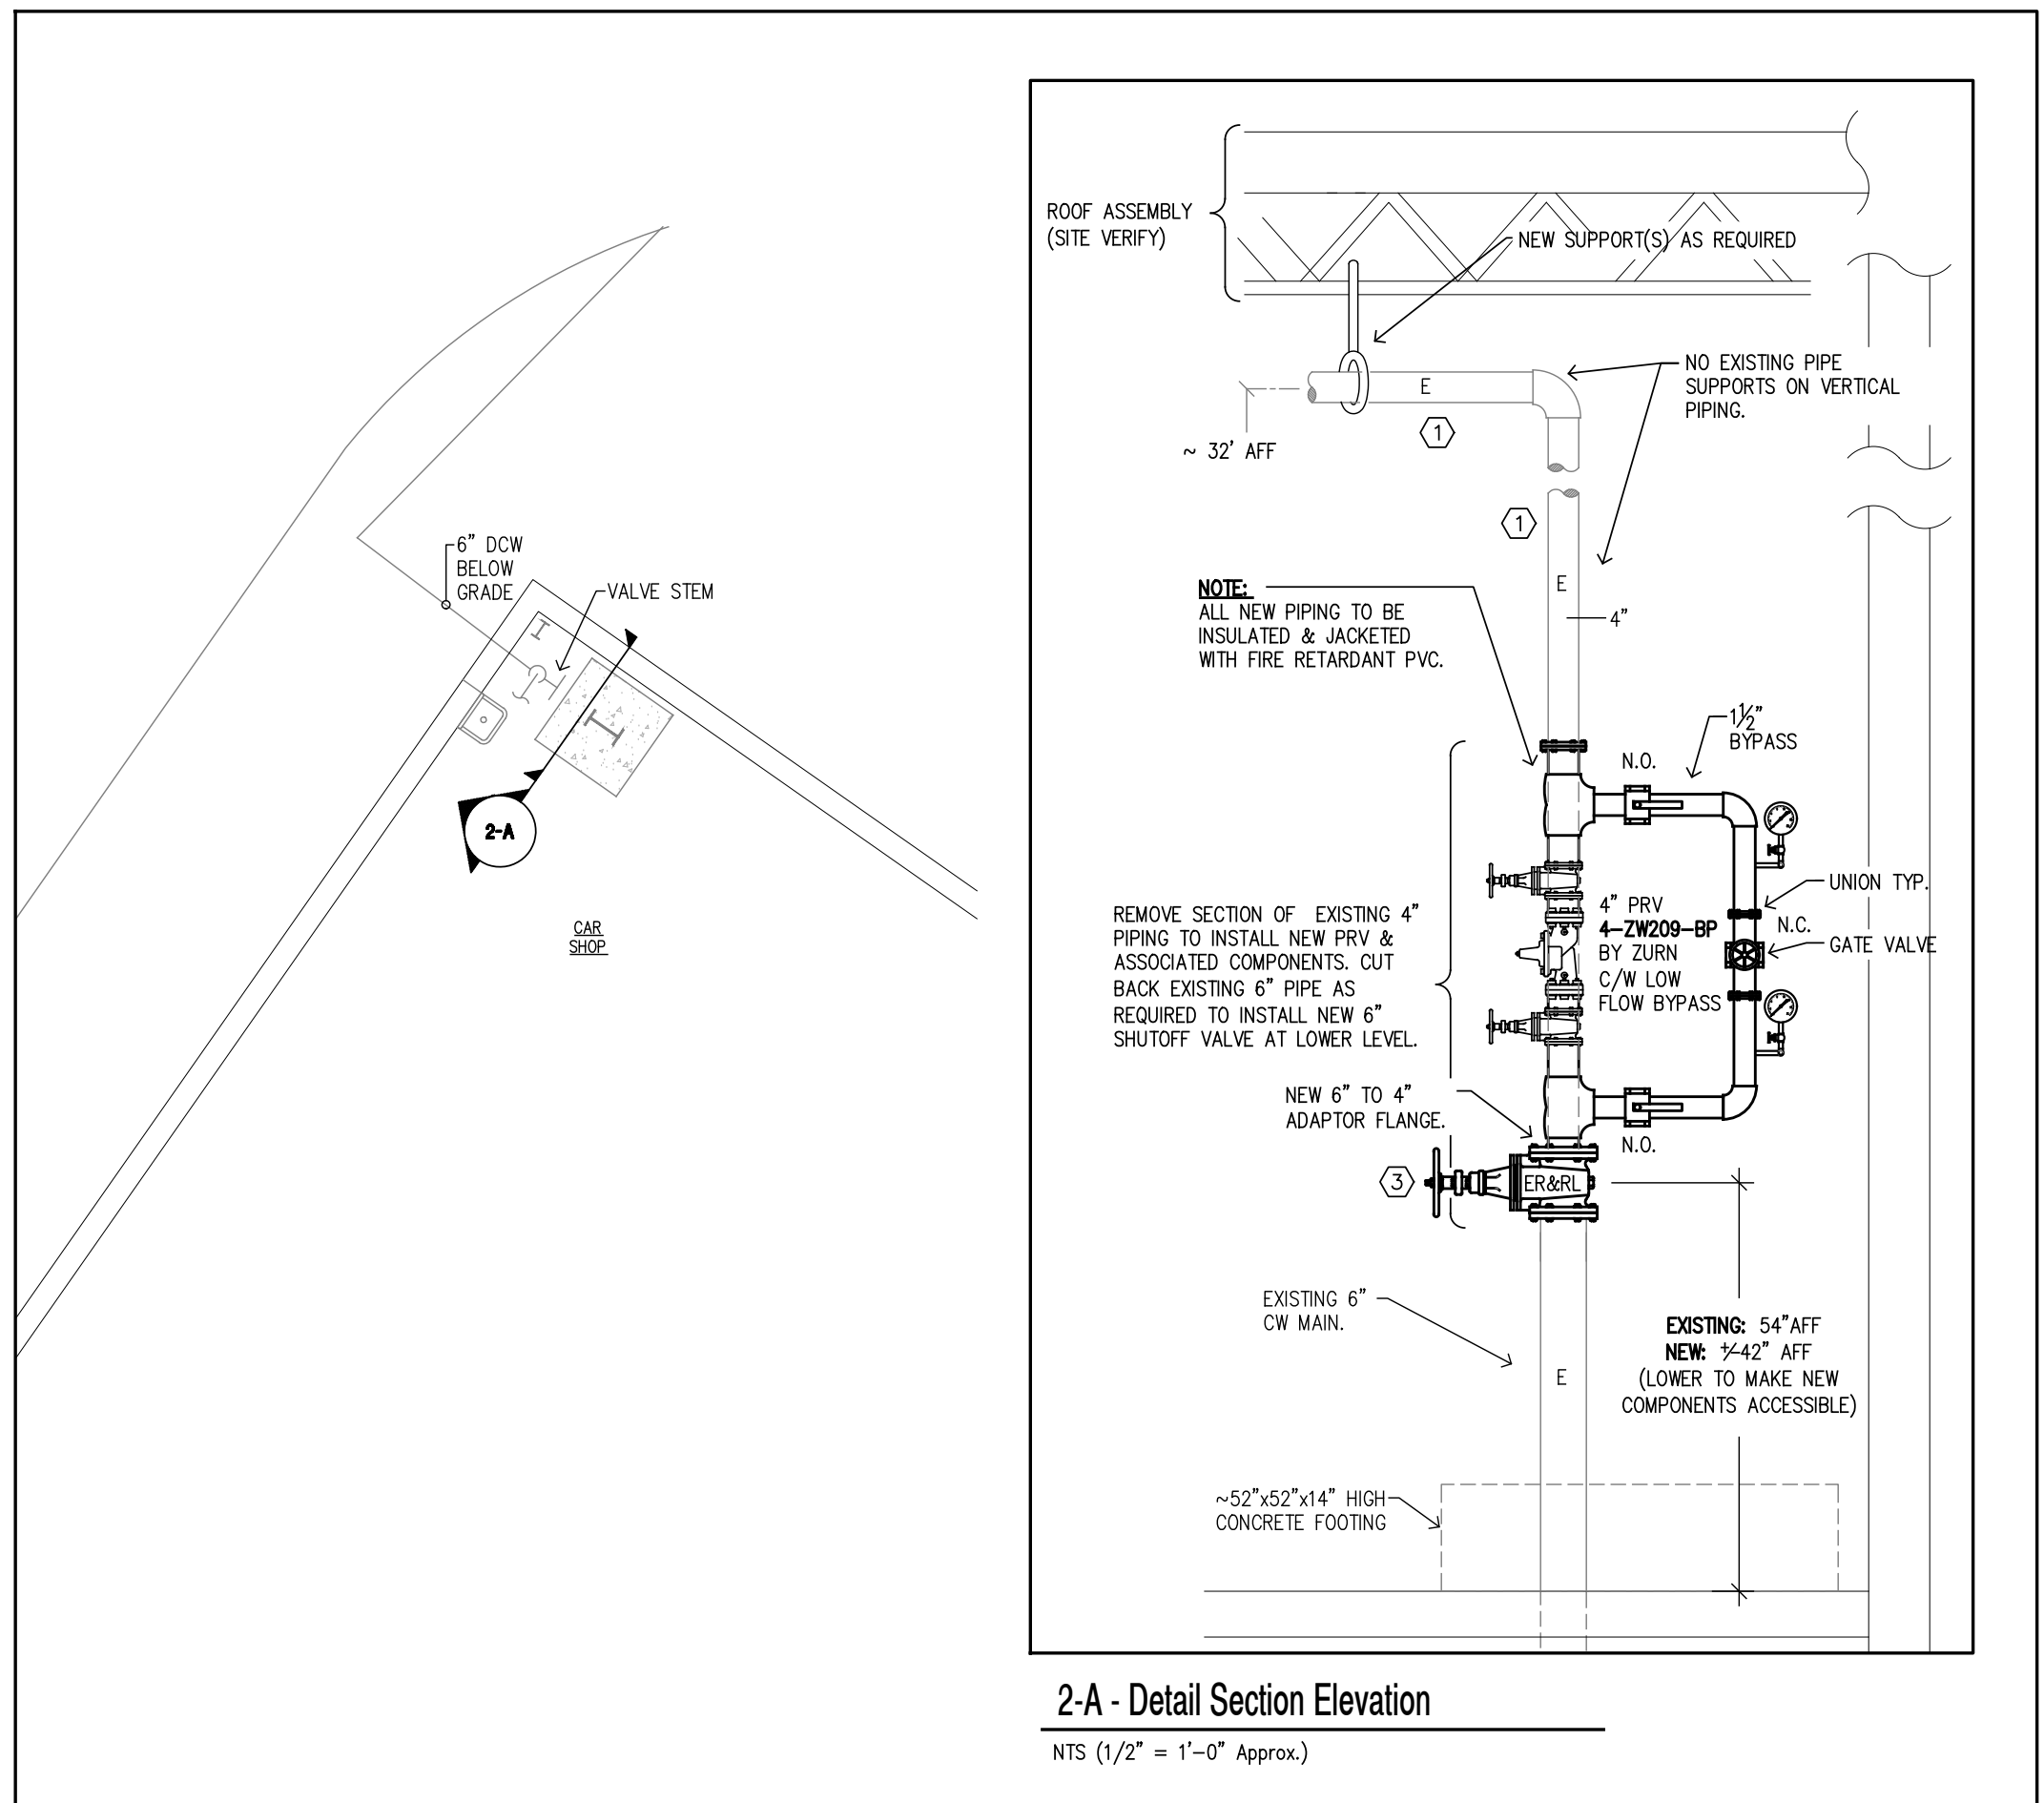 6" DCW
BELOW
GRADE
VALVE STEM
2-A
CAR
SHOP
ROOF ASSEMBLY
(SITE VERIFY)
NEW SUPPORT(S) AS REQUIRED
NO EXISTING PIPE
SUPPORTS ON VERTICAL
PIPING.
E
1
~ 32' AFF
1
E
4"
NOTE:
ALL NEW PIPING TO BE
INSULATED & JACKETED
WITH FIRE RETARDANT PVC.
1½"
BYPASS
N.O.
UNION TYP.
N.C.
GATE VALVE
4" PRV
4-ZW209-BP
BY ZURN
C/W LOW
FLOW BYPASS
REMOVE SECTION OF EXISTING 4"
PIPING TO INSTALL NEW PRV &
ASSOCIATED COMPONENTS. CUT
BACK EXISTING 6" PIPE AS
REQUIRED TO INSTALL NEW 6"
SHUTOFF VALVE AT LOWER LEVEL.
NEW 6" TO 4"
ADAPTOR FLANGE.
N.O.
3
ER&RL
EXISTING 6"
CW MAIN.
E
EXISTING: 54"AFF
NEW: +/-42" AFF
(LOWER TO MAKE NEW
COMPONENTS ACCESSIBLE)
~52"x52"x14" HIGH
CONCRETE FOOTING
2-A - Detail Section Elevation
NTS (1/2" = 1'-0" Approx.)